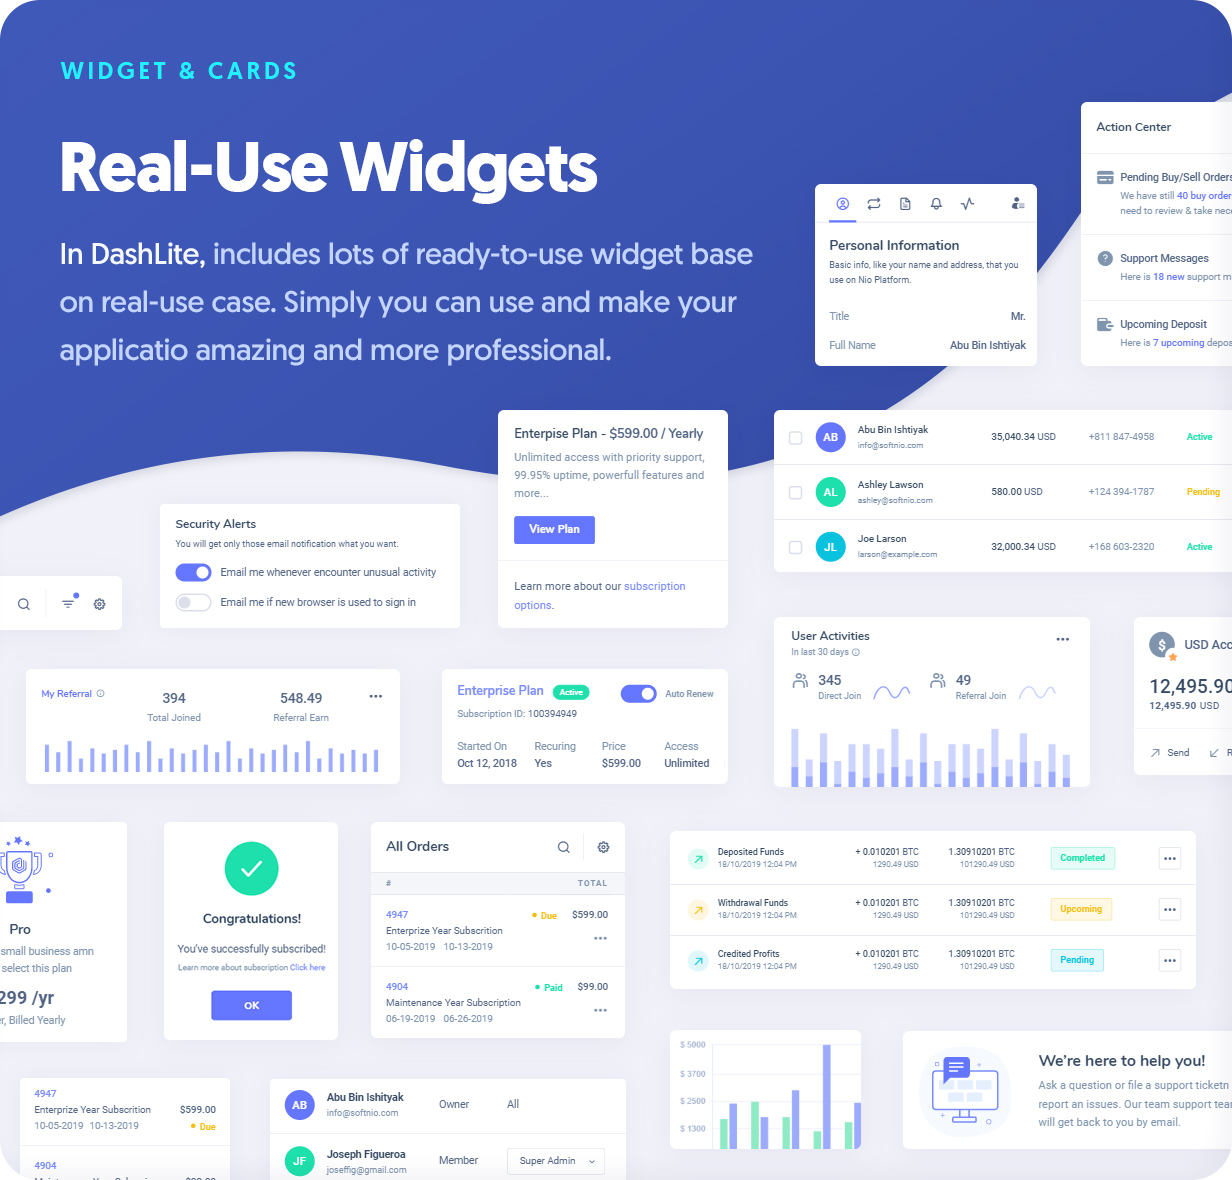 WIDGET & CARDS
Real-Use Widgets
In DashLite, includes lots of ready-to-use widget base
on real-use case. Simply you can use and make your
applicatio amazing and more professional.
Action Center
Pending Buy/Sell Orders
We have still 40 buy order
need to review & take nec
Support Messages
Here is 18 new support m
Upcoming Deposit
Here is 7 upcoming depos
Personal Information
Basic info, like your name and address, that you
use on Nio Platform.
Title Mr.
Full Name Abu Bin Ishtiyak
Enterpise Plan - $599.00 / Yearly
Unlimited access with priority support,
99.95% uptime, powerfull features and
more...
View Plan
Learn more about our subscription
options.
AB Abu Bin Ishtiyak info@softnio.com 35,040.34 USD +811 847-4958 Active
AL Ashley Lawson ashley@softnio.com 580.00 USD +124 394-1787 Pending
JL Joe Larson larson@example.com 32,000.34 USD +168 603-2320 Active
Security Alerts
You will get only those email notification what you want.
Email me whenever encounter unusual activity
Email me if new browser is used to sign in
My Referral 394 548.49
Total Joined Referral Earn
Enterprise Plan Active Auto Renew
Subscription ID: 100394949
Started On Recuring Price Access
Oct 12, 2018 Yes $599.00 Unlimited
User Activities
In last 30 days
345 49
Direct Join Referral Join
$ USD Acc
12,495.90
12,495.90 USD
Send R
Pro
small business amn
select this plan
299 /yr
r, Billed Yearly
Congratulations!
You've successfully subscribed!
Learn more about subscription Click here
OK
All Orders
# TOTAL
4947 Due $599.00
Enterprize Year Subscrition
10-05-2019 10-13-2019
4904 Paid $99.00
Maintenance Year Subscription
06-19-2019 06-26-2019
Deposited Funds + 0.010201 BTC 1.30910201 BTC Completed
18/10/2019 12:04 PM 1290.49 USD 101290.49 USD
Withdrawal Funds + 0.010201 BTC 1.30910201 BTC Upcoming
18/10/2019 12:04 PM 1290.49 USD 101290.49 USD
Credited Profits + 0.010201 BTC 1.30910201 BTC Pending
18/10/2019 12:04 PM 1290.49 USD 101290.49 USD
$ 5000
$ 3700
$ 2500
$ 1300
We're here to help you!
Ask a question or file a support ticketn
report an issues. Our team support tear
will get back to you by email.
4947
Enterprize Year Subscrition $599.00
10-05-2019 10-13-2019 Due
4904
AB Abu Bin Ishtiyak info@softnio.com Owner All
JF Joseph Figueroa joseffig@gmail.com Member Super Admin